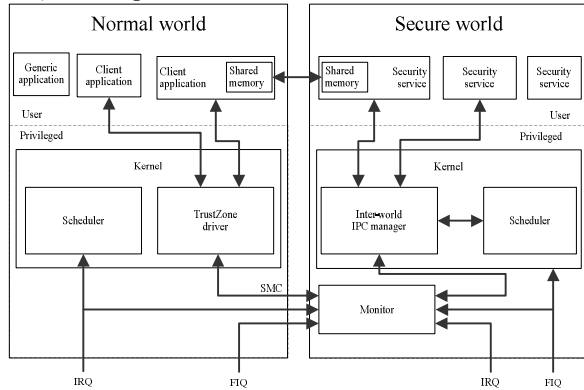 Normal world
Secure world
Generic
application
Client
application
Client
application
Shared
memory
Shared
memory
Security
service
Security
service
Security
service
User
User
Privileged
Privileged
Kernel
Kernel
Scheduler
TrustZone
driver
Inter-world
IPC manager
Scheduler
SMC
Monitor
IRQ
FIQ
IRQ
FIQ